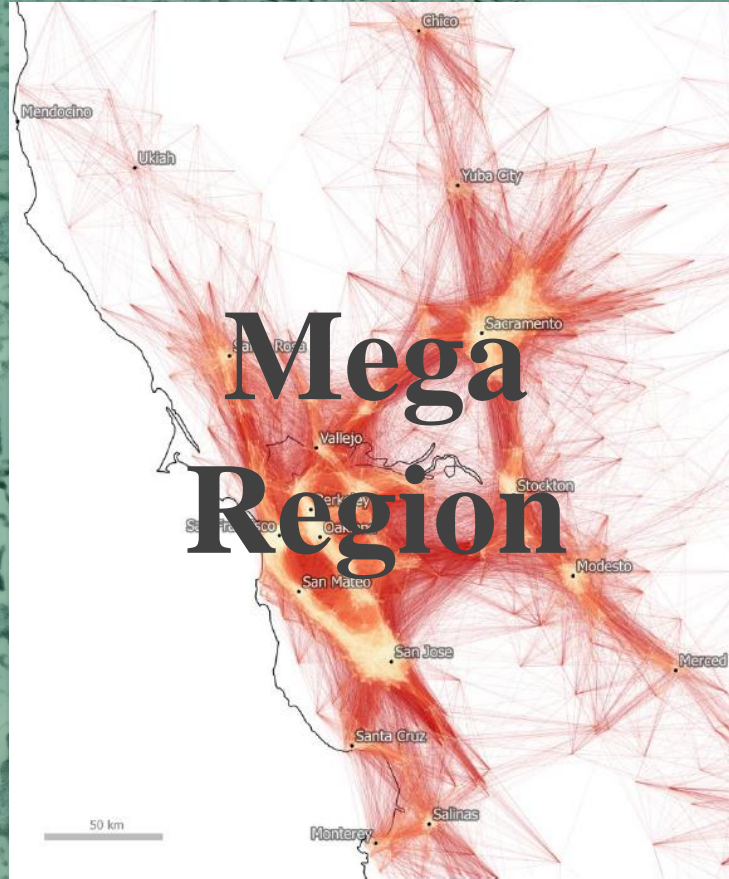 Chico
Mendocino
Ukiah
Yuba City
Sacramento
Mega
Vallejo
Region
Stockton
Berkeley
Modesto
San Mateo
San Jose
Merced
Santa Cruz
50 km
Salinas
Monterey